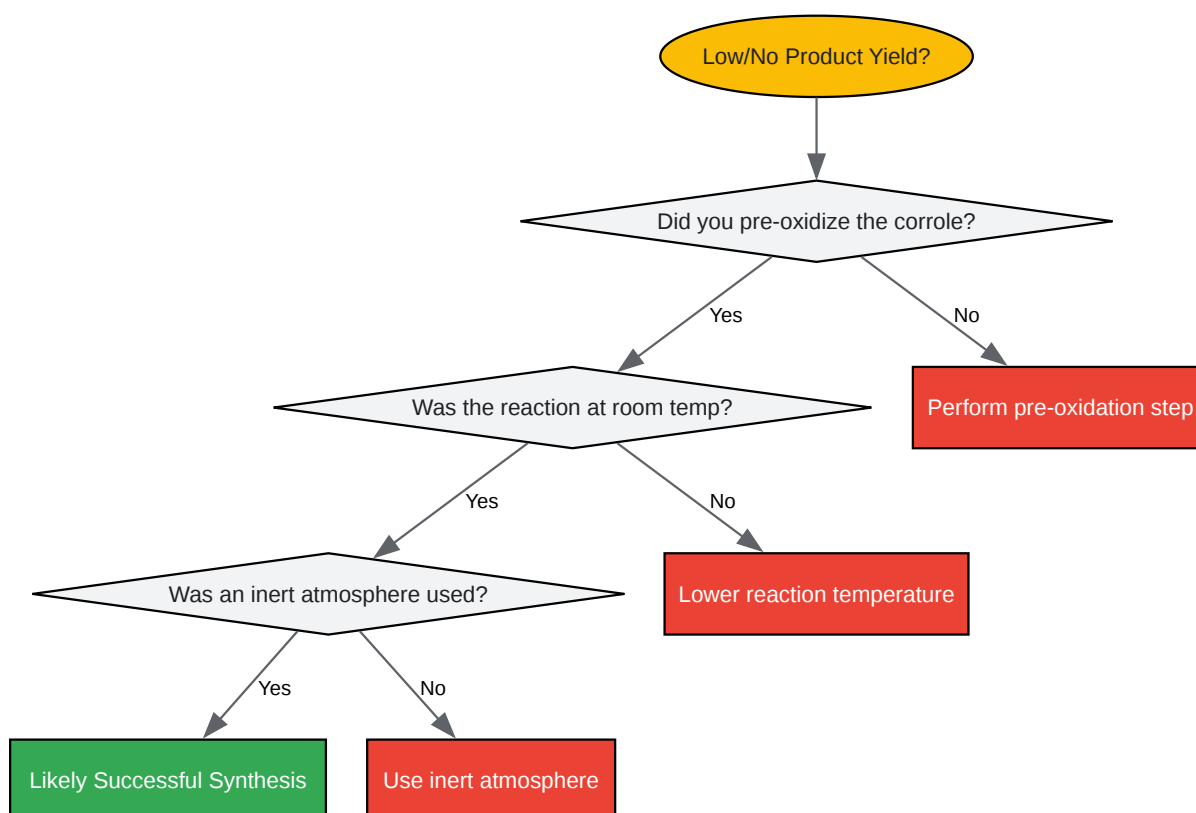 Low/No Product Yield?
Did you pre-oxidize the corrole?
Yes
No
Was the reaction at room temp?
Perform pre-oxidation step
Yes
No
Was an inert atmosphere used?
Lower reaction temperature
Yes
No
Likely Successful Synthesis
Use inert atmosphere